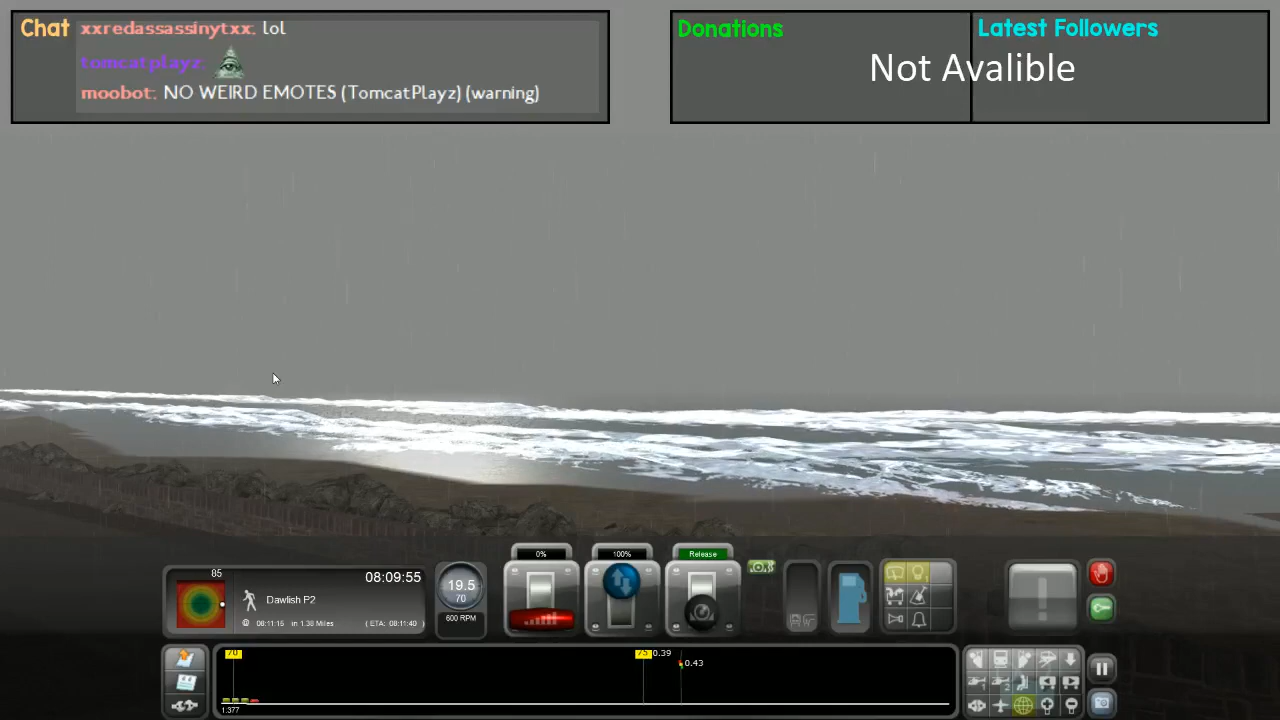 Chat
xxredassassinytxx: lol
tomcatplayz:
moobot: NO WEIRD EMOTES (TomcatPlayz) (warning)
Donations
Latest Followers
Not Avalible
0%
100%
Release
85
08:09:55
Dawlish P2
@ 08:11:16 in 1.38 Miles ( ETA: 08:11:40 )
19.5
70
600 RPM
70
75
0.39
0.43
1.377